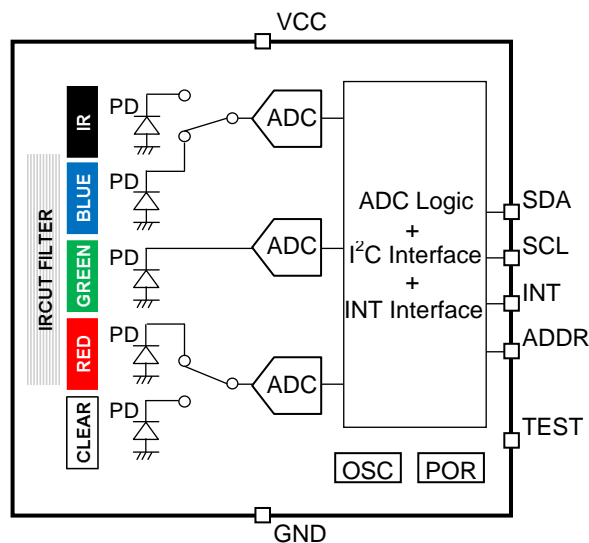 VCC
IRCUT FILTER
IR
BLUE
GREEN
RED
CLEAR
PD
PD
PD
PD
PD
ADC
ADC
ADC
ADC Logic
+
I²C Interface
+
INT Interface
SDA
SCL
INT
ADDR
TEST
OSC
POR
GND